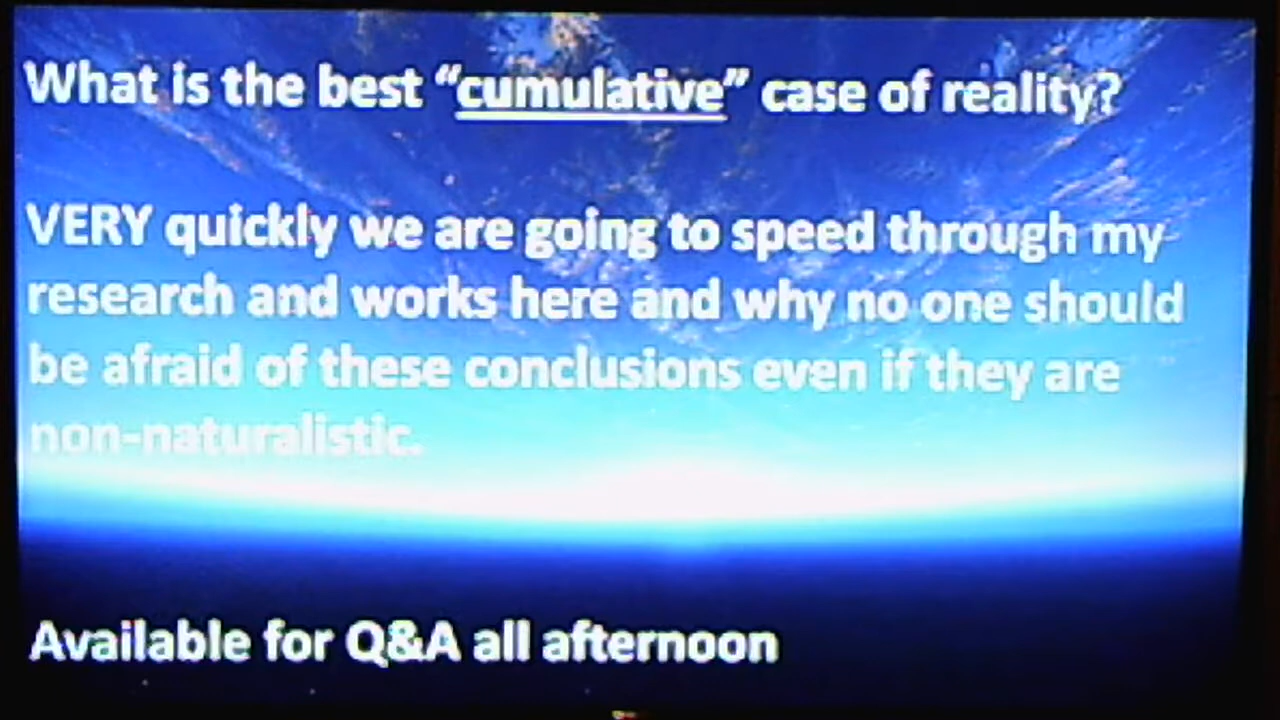 What is the best “cumulative” case of reality?
VERY quickly we are going to speed through my
research and works here and why no one should
be afraid of these conclusions even if they are
non-naturalistic.
Available for Q&A all afternoon